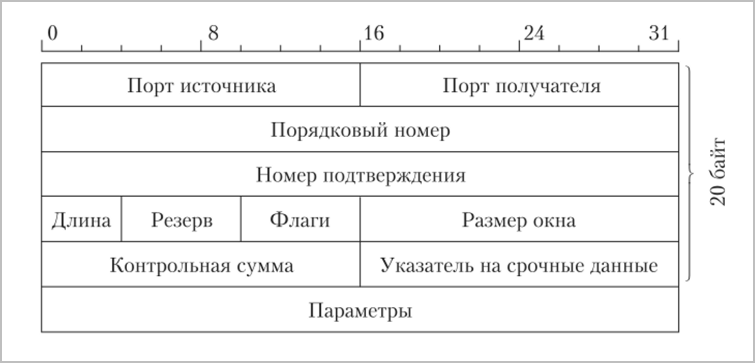 0 8 16 24 31
Порт источника Порт получателя
Порядковый номер
Номер подтверждения
Длина Резерв Флаги Размер окна
Контрольная сумма Указатель на срочные данные
Параметры
20 байт